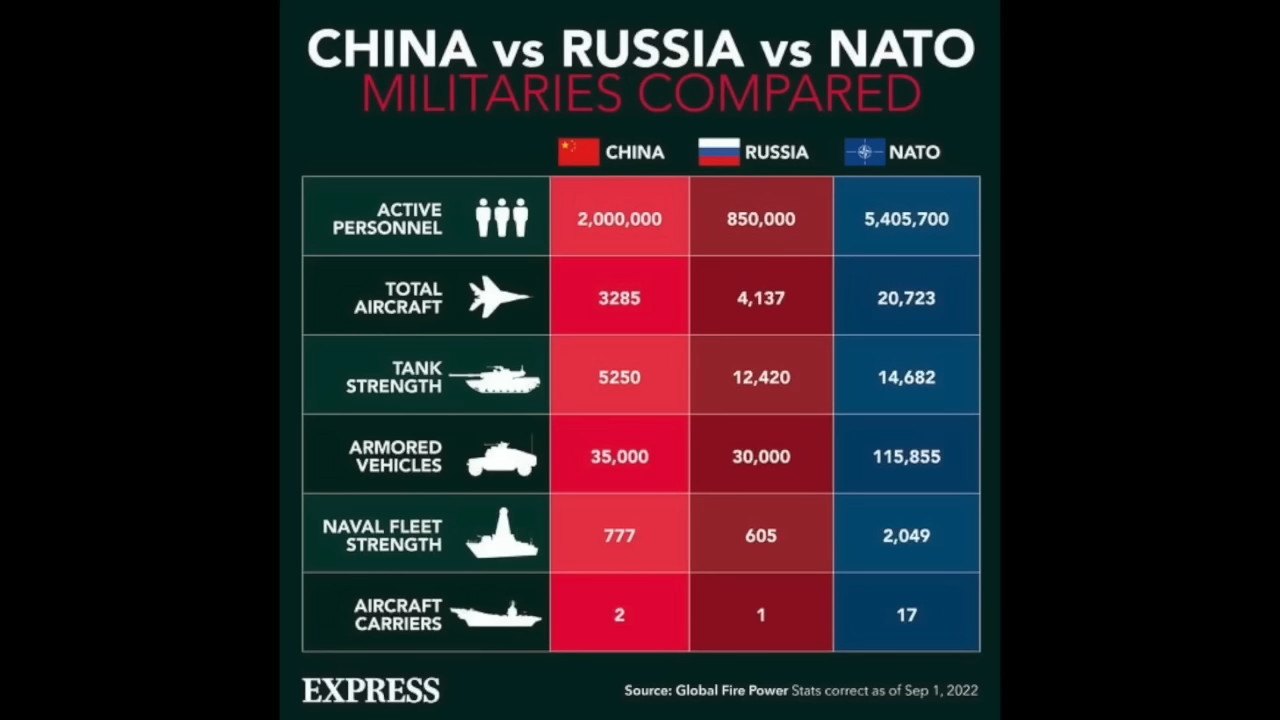 CHINA vs RUSSIA vs NATO
MILITARIES COMPARED
CHINA RUSSIA NATO
ACTIVE
PERSONNEL
2,000,000 850,000 5,405,700
TOTAL
AIRCRAFT
3285 4,137 20,723
TANK
STRENGTH
5250 12,420 14,682
ARMORED
VEHICLES
35,000 30,000 115,855
NAVAL FLEET
STRENGTH
777 605 2,049
AIRCRAFT
CARRIERS
2 1 17
EXPRESS
Source: Global Fire Power Stats correct as of Sep 1, 2022